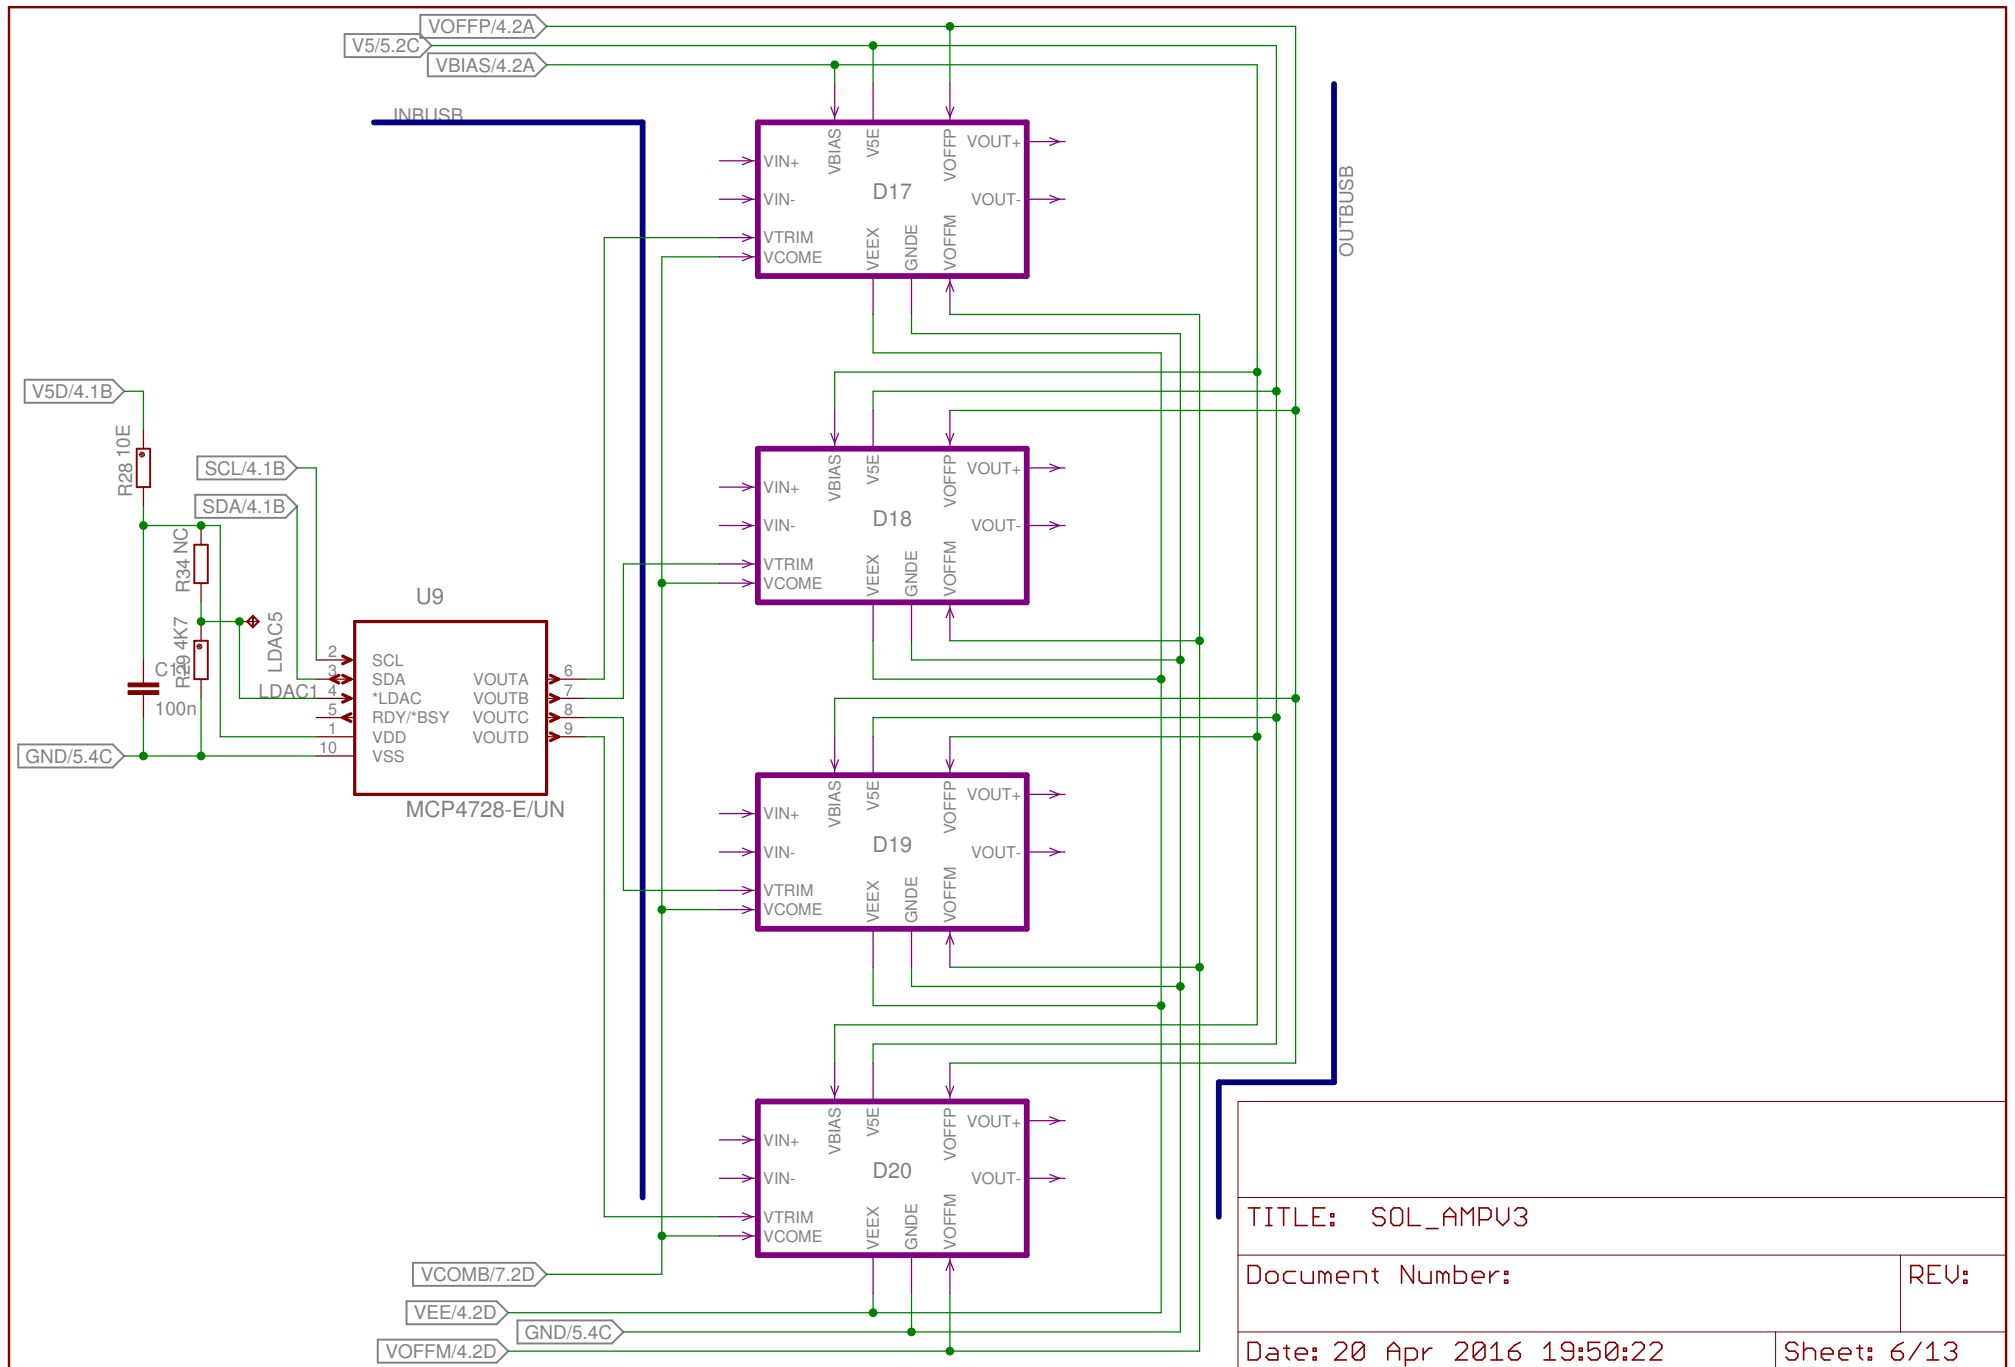 VOFFP/4.2A
V5/5.2C
VBIAS/4.2A
INBUSB
OUTBUSB
VBIAS
V5E
VOFFP
VOUT+
VIN+
D17
VIN-
VOUT-
VTRIM
VCOME
VEEX
GNDE
VOFFM
V5D/4.1B
R28 10E
SCL/4.1B
SDA/4.1B
R34 NC
R29 4K7
100n
GND/5.4C
LDAC5
LDAC1
U9
2 SCL
3 SDA
4 *LDAC
5 RDY/*BSY
1 VDD
10 VSS
VOUTA 6
VOUTB 7
VOUTC 8
VOUTD 9
MCP4728-E/UN
VBIAS
V5E
VOFFP
VOUT+
VIN+
D18
VIN-
VOUT-
VTRIM
VCOME
VEEX
GNDE
VOFFM
VBIAS
V5E
VOFFP
VOUT+
VIN+
D19
VIN-
VOUT-
VTRIM
VCOME
VEEX
GNDE
VOFFM
VBIAS
V5E
VOFFP
VOUT+
VIN+
D20
VIN-
VOUT-
VTRIM
VCOME
VEEX
GNDE
VOFFM
VCOMB/7.2D
VEE/4.2D
GND/5.4C
VOFFM/4.2D
TITLE: SOL_AMPV3
Document Number:
REV:
Date: 20 Apr 2016 19:50:22
Sheet: 6/13